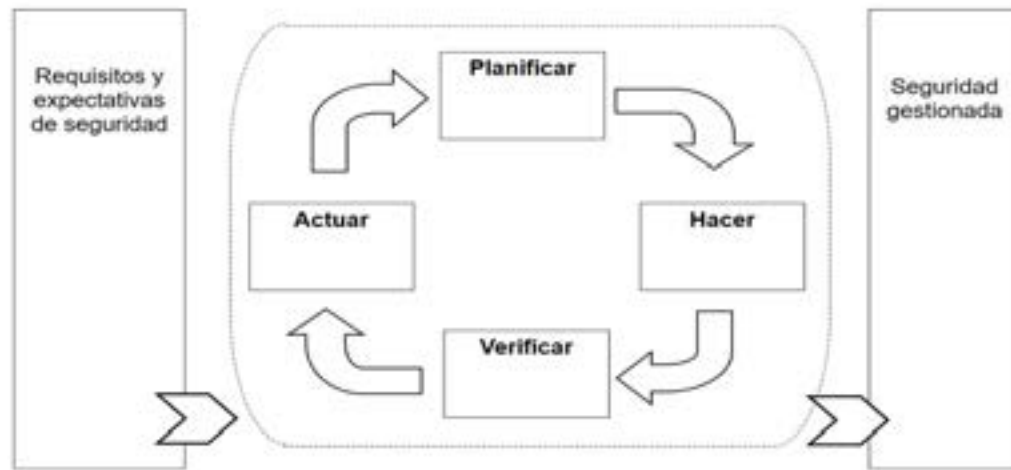 Requisitos y
expectativas
de seguridad
Planificar
Actuar
Hacer
Verificar
Seguridad
gestionada